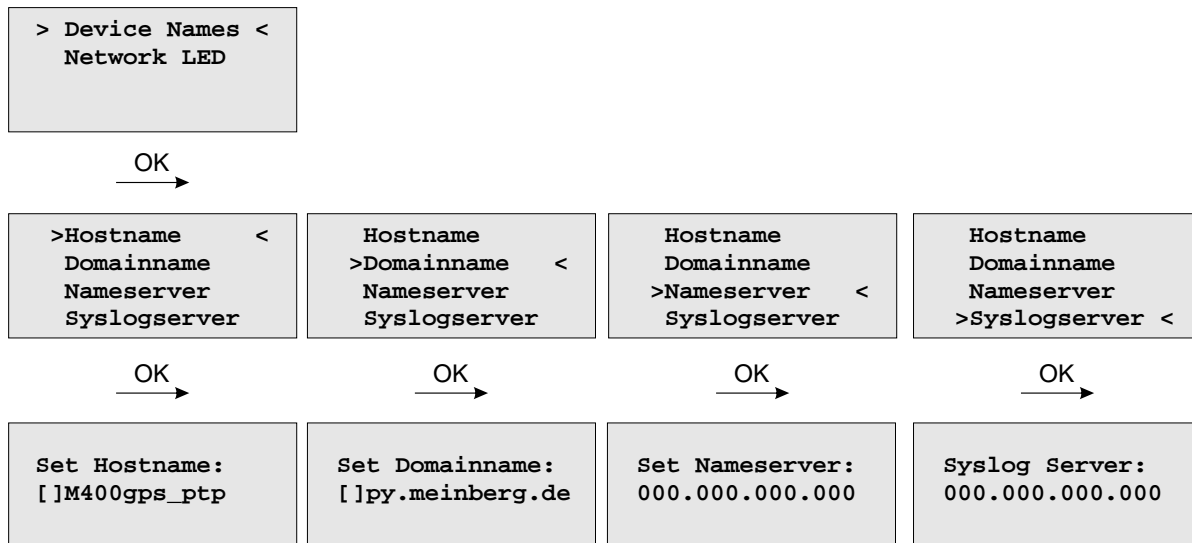 > Device Names <
Network LED
OK
>Hostname <
Domainname
Nameserver
Syslogserver
Hostname
>Domainname <
Nameserver
Syslogserver
Hostname
Domainname
>Nameserver <
Syslogserver
Hostname
Domainname
Nameserver
>Syslogserver <
OK
OK
OK
OK
Set Hostname:
[]M400gps_ptp
Set Domainname:
[]py.meinberg.de
Set Nameserver:
000.000.000.000
Syslog Server:
000.000.000.000